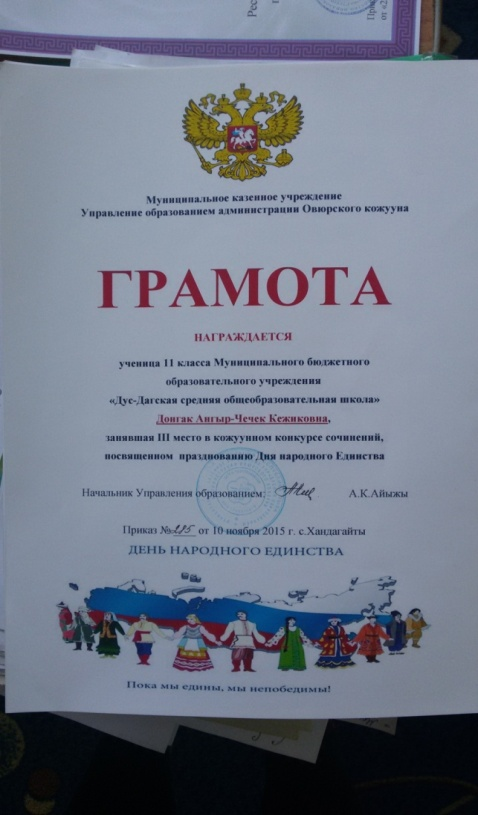 Муниципальное казенное учреждение
Управление образованием администрации Овюрского кожууна
ГРАМОТА
НАГРАЖДАЕТСЯ
ученица 11 класса Муниципального бюджетного
образовательного учреждения
«Дус-Дагская средняя общеобразовательная школа»
Донгак Ангыр-Чечек Кежиковна,
занявшая III место в кожуунном конкурсе сочинений,
посвященном празднованию Дня народного Единства
Начальник Управления образованием: А.К.Айыжы
Приказ № от 10 ноября 2015 г. с.Хандагайты
ДЕНЬ НАРОДНОГО ЕДИНСТВА
Пока мы едины, мы непобедимы!